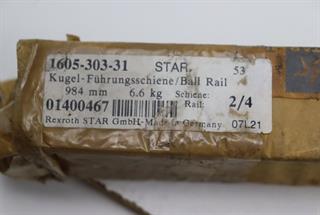 1605-303-31 STAR 53
Kugel-Führungsschiene/Ball Rail
984 mm 6.6 kg Schiene:
01400467 Rail: 2/4
Rexroth STAR GmbH-Made in Germany 07L21